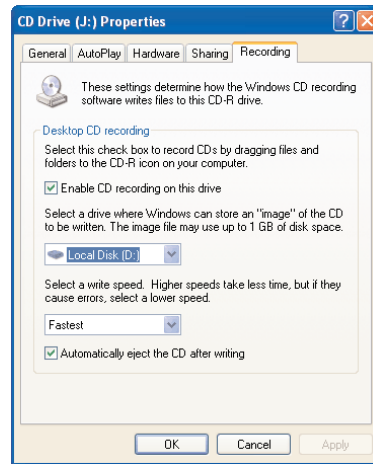 CD Drive (J:) Properties
General AutoPlay Hardware Sharing Recording
These settings determine how the Windows CD recording
software writes files to this CD-R drive.
Desktop CD recording
Select this check box to record CDs by dragging files and
folders to the CD-R icon on your computer.
Enable CD recording on this drive
Select a drive where Windows can store an "image" of the CD
to be written. The image file may use up to 1 GB of disk space.
Local Disk (D:)
Select a write speed. Higher speeds take less time, but if they
cause errors, select a lower speed.
Fastest
Automatically eject the CD after writing
OK Cancel Apply